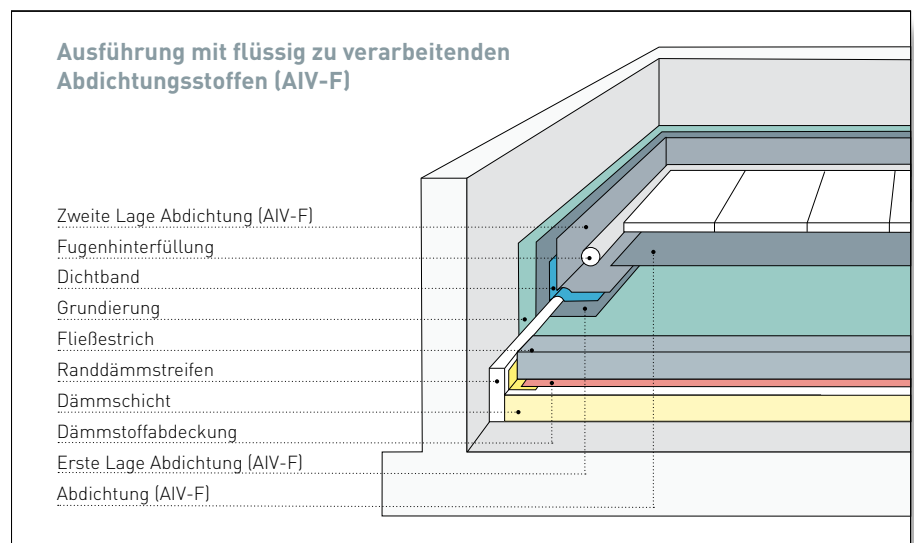 Ausführung mit flüssig zu verarbeitenden
Abdichtungsstoffen (AIV-F)
Zweite Lage Abdichtung (AIV-F)
Fugenhinterfüllung
Dichtband
Grundierung
Fließestrich
Randdämmstreifen
Dämmschicht
Dämmstoffabdeckung
Erste Lage Abdichtung (AIV-F)
Abdichtung (AIV-F)